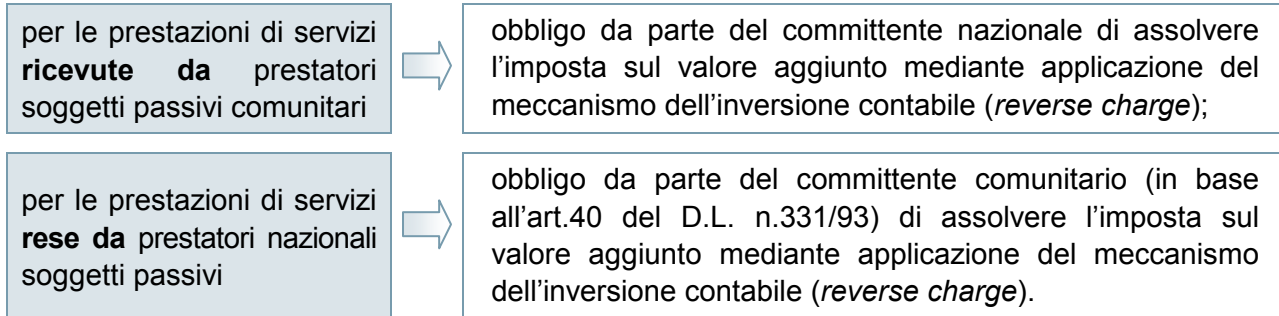 per le prestazioni di servizi
ricevute da prestatori
soggetti passivi comunitari
obbligo da parte del committente nazionale di assolvere
l'imposta sul valore aggiunto mediante applicazione del
meccanismo dell'inversione contabile (reverse charge);
per le prestazioni di servizi
rese da prestatori nazionali
soggetti passivi
obbligo da parte del committente comunitario (in base
all'art.40 del D.L. n.331/93) di assolvere l'imposta sul
valore aggiunto mediante applicazione del meccanismo
dell'inversione contabile (reverse charge).